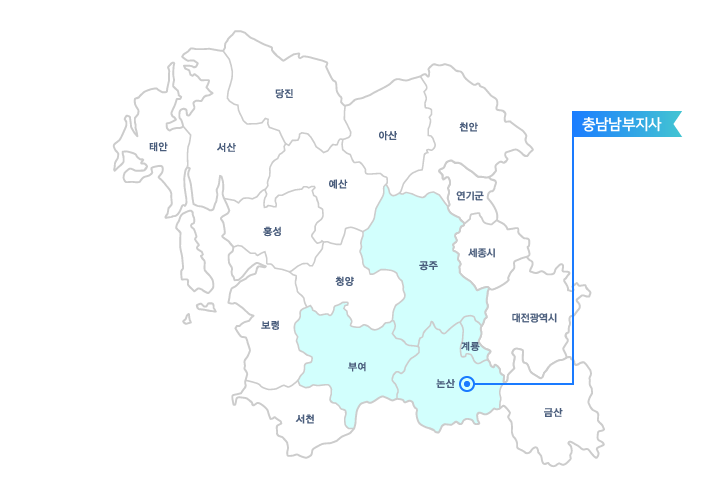 당진
충남남부지사
천안
아산
태안
서산
예산
연기군
홍성
세종시
공주
청양
대전광역시
보령
계룡
부여
논산
금산
서천